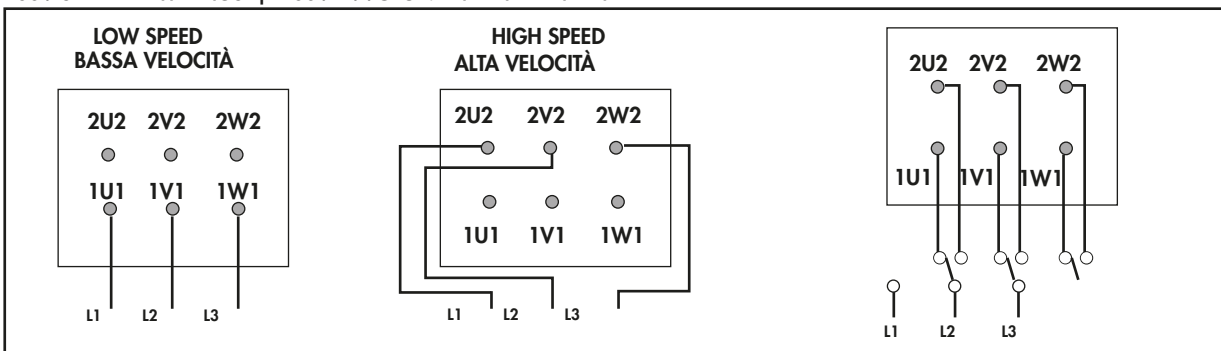 LOW SPEED
BASSA VELOCITÀ
2U2 2V2 2W2
1U1 1V1 1W1
L1 L2 L3
HIGH SPEED
ALTA VELOCITÀ
2U2 2V2 2W2
1U1 1V1 1W1
L1 L2 L3
2U2 2V2 2W2
1U1 1V1 1W1
L1 L2 L3